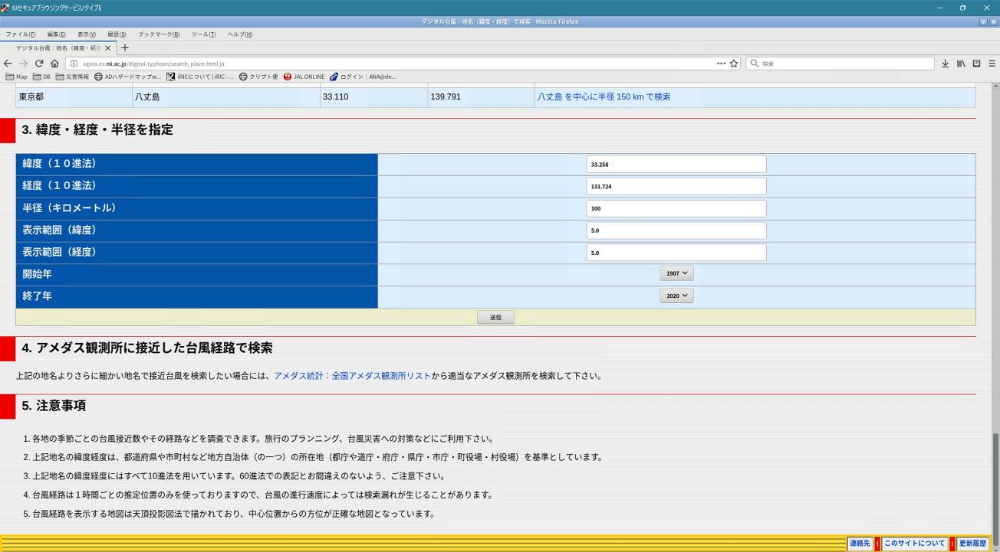 IIJセキュアブラウジングサービス/タイプE
デジタル台風：地名（緯度・経度）で検索 - Mozilla Firefox
ファイル(F) 編集(E) 表示(V) 履歴(S) ブックマーク(B) ツール(T) ヘルプ(H)
デジタル台風：地名（緯度・経
agora.ex.nii.ac.jp/digital-typhoon/search_place.html.ja
検索
Map DB 災害情報 ADハザードマップw... iRICについて | iRIC - ... クリプト便 JAL ONLINE ログイン｜ANA@de...
東京都 八丈島 33.110 139.791 八丈島 を中心に半径 150 km で検索
3. 緯度・経度・半径を指定
緯度（１０進法） 33.258
経度（１０進法） 131.724
半径（キロメートル） 100
表示範囲（緯度） 5.0
表示範囲（経度） 5.0
開始年 1907
終了年 2020
送信
4. アメダス観測所に接近した台風経路で検索
上記の地名よりさらに細かい地名で接近台風を検索したい場合には、アメダス統計：全国アメダス観測所リストから適当なアメダス観測所を検索して下さい。
5. 注意事項
1. 各地の季節ごとの台風接近数やその経路などを調査できます。旅行のプランニング、台風災害への対策などにご利用下さい。
2. 上記地名の緯度経度は、都道府県や市町村など地方自治体（の一つ）の所在地（都庁や道庁・府庁・県庁・市庁・町役場・村役場）を基準としています。
3. 上記地名の緯度経度にはすべて10進法を用いています。60進法での表記とお間違えのないよう、ご注意下さい。
4. 台風経路は１時間ごとの推定位置のみを使っておりますので、台風の進行速度によっては検索漏れが生じることがあります。
5. 台風経路を表示する地図は天頂投影図法で描かれており、中心位置からの方位が正確な地図となっています。
連絡先 | このサイトについて | 更新履歴